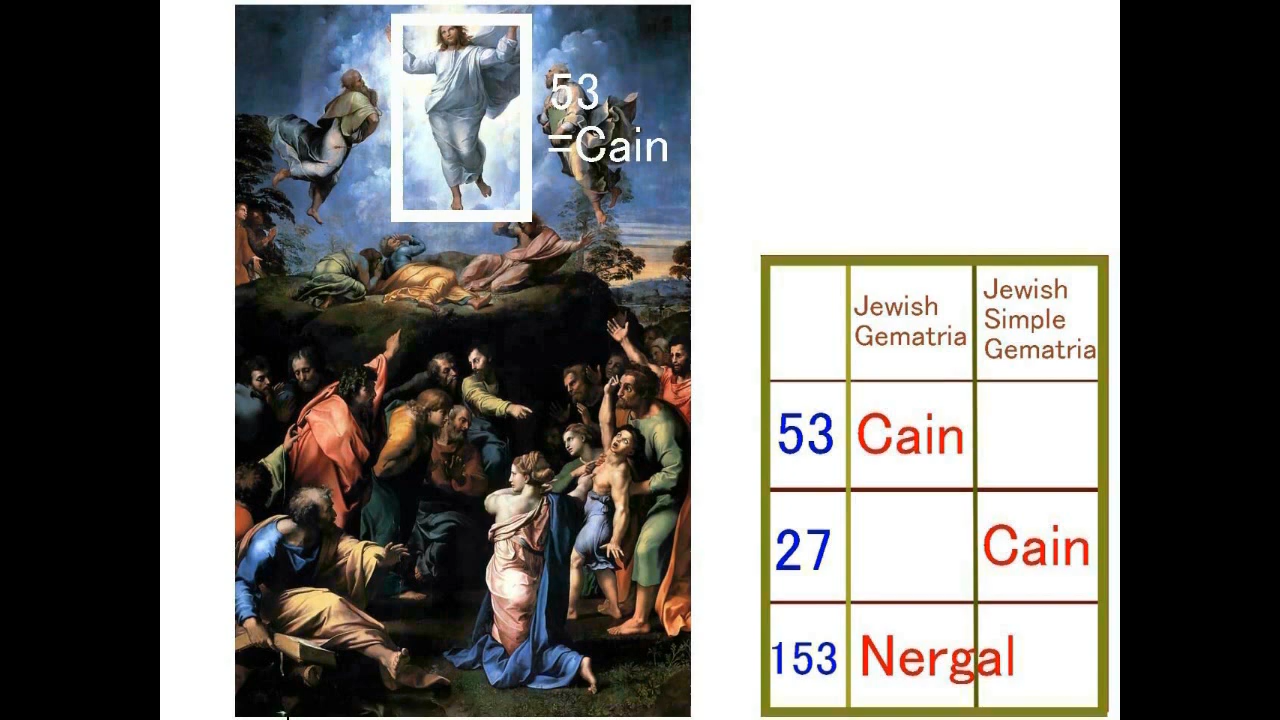 53
=Cain
Jewish
Gematria
Jewish
Simple
Gematria
53 Cain
27 Cain
153 Nergal